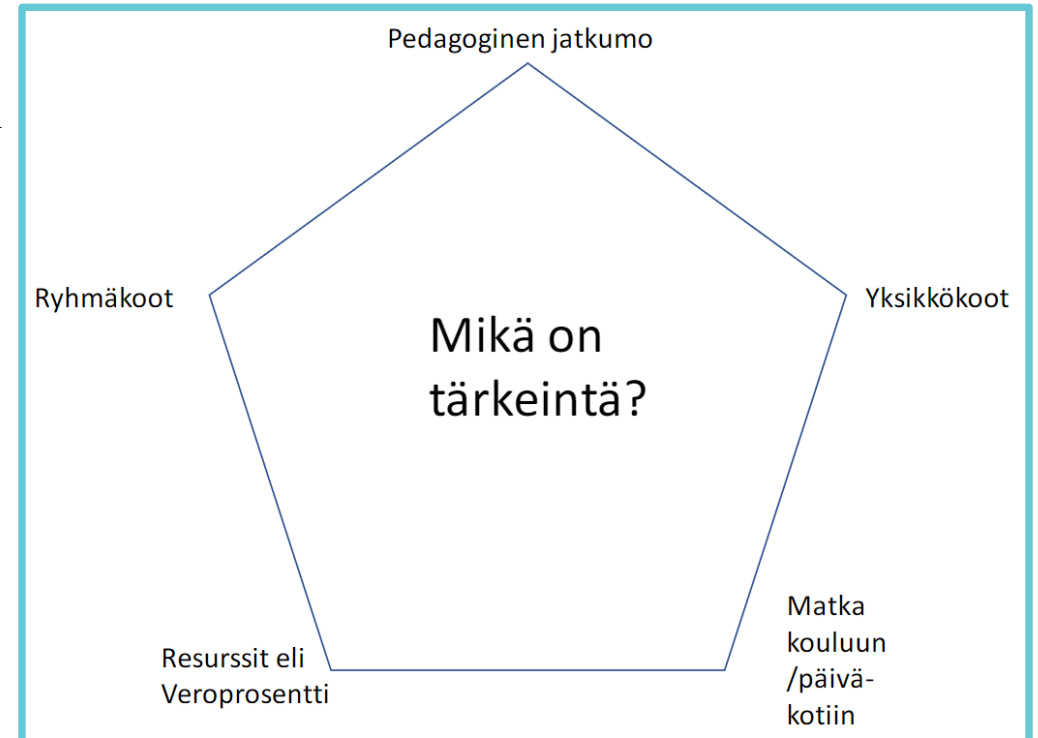 Pedagoginen jatkumo
Ryhmäkoot
Yksikkökoot
Mikä on
tärkeintä?
Matka
kouluun
/päivä-
kotiin
Resurssit eli
Veroprosentti